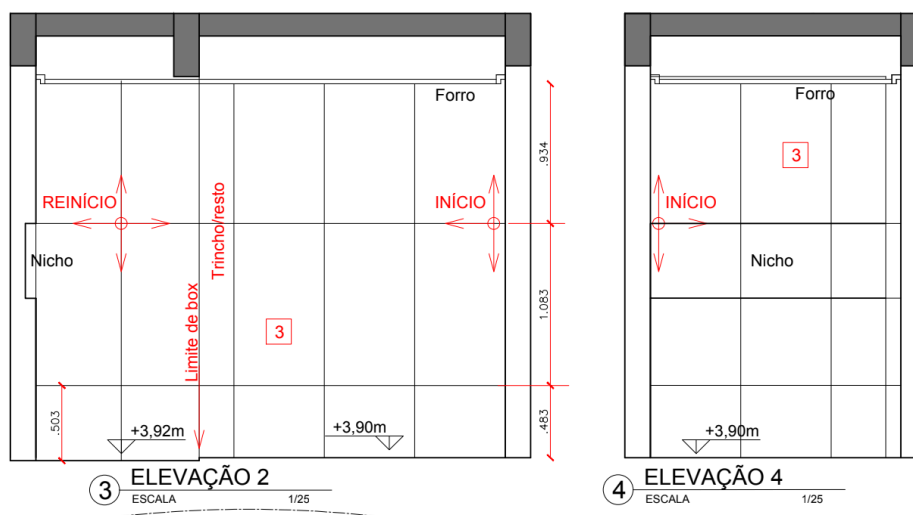 Forro
REINÍCIO
INÍCIO
Nicho
Trincho/resto
Limite de box
3
.934
1.083
.483
.503
+3,92m
+3,90m
3
ELEVAÇÃO 2
ESCALA
1/25
Forro
3
INÍCIO
Nicho
+3,90m
4
ELEVAÇÃO 4
ESCALA
1/25